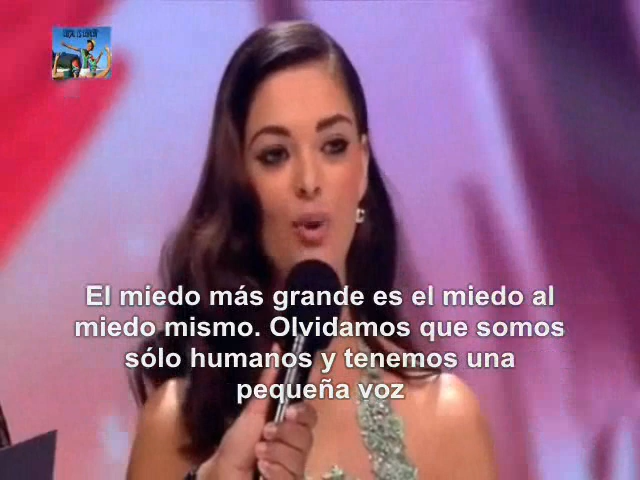 El miedo más grande es el miedo al
miedo mismo. Olvidamos que somos
sólo humanos y tenemos una
pequeña voz